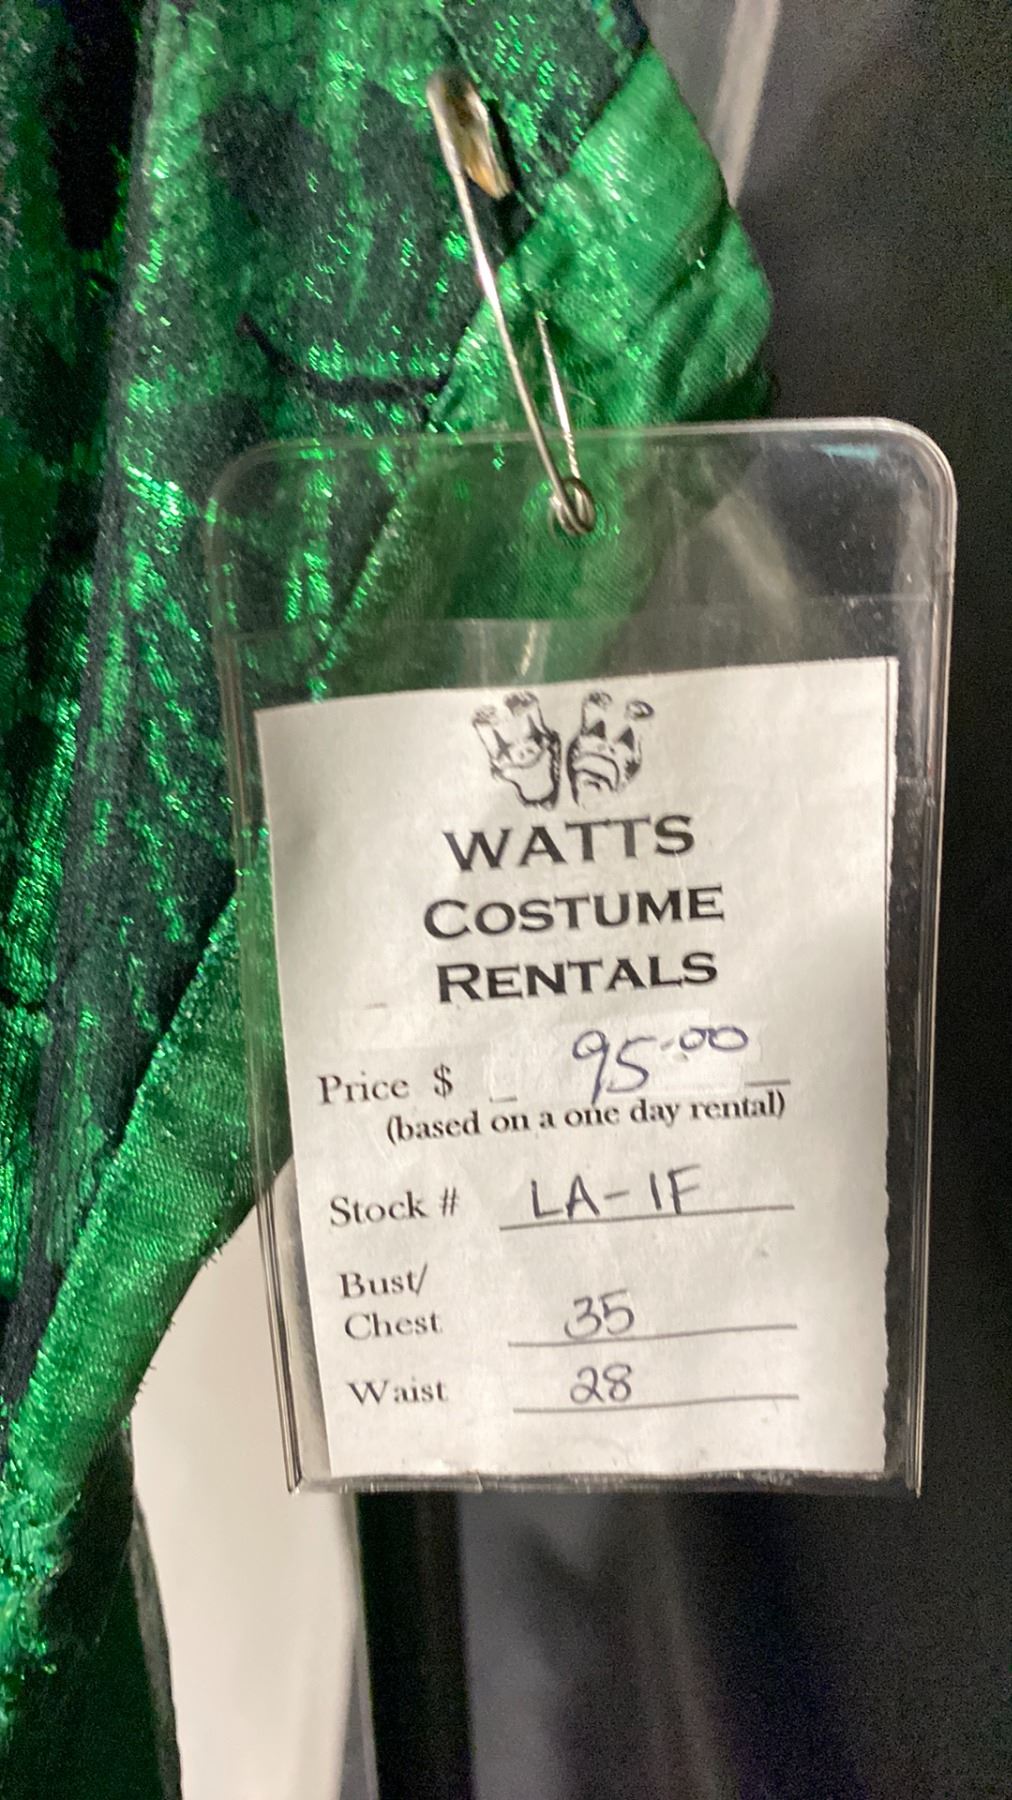 WATTS
COSTUME
RENTALS
Price $ 95.00
(based on a one day rental)
Stock # LA-1F
Bust/
Chest 35
Waist 28